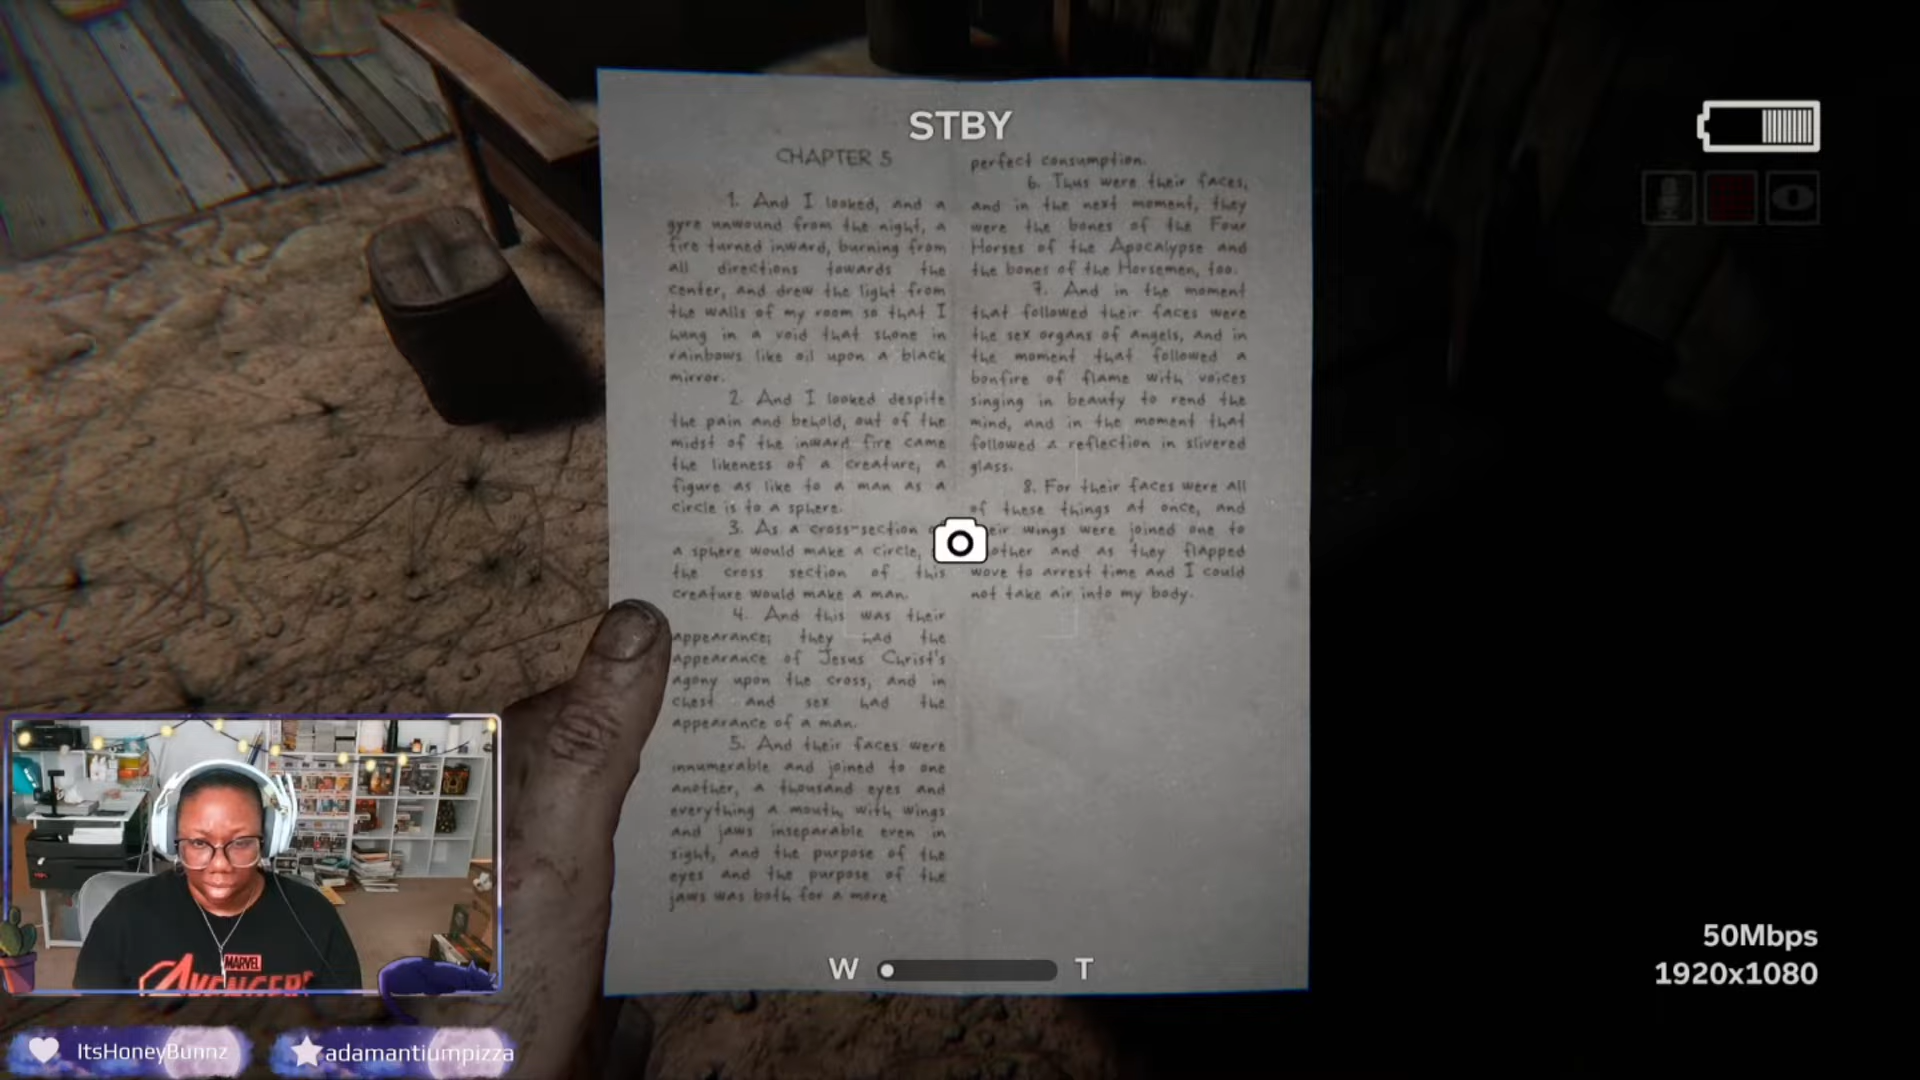 STBY
CHAPTER 5
1. And I looked, and a
gyre unwound from the night, a
fire turned inward, burning from
all directions towards the
center, and drew the light from
the walls of my room so that I
hung in a void that shone in
rainbows like oil upon a black
mirror.
2. And I looked despite
the pain and behold, out of the
midst of the inward fire came
the likeness of a creature, a
figure as like to a man as a
circle is to a sphere.
3. As a cross-section
a sphere would make a circle,
the cross section of this
creature would make a man.
4. And this was their
appearance; they had the
appearance of Jesus Christ's
agony upon the cross, and in
chest and sex had the
appearance of a man.
5. And their faces were
innumerable and joined to one
another, a thousand eyes and
everything a mouth, with wings
and jaws inseparable even in
sight, and the purpose of the
eyes and the purpose of the
jaws was both for a more
perfect consumption.
6. Thus were their faces,
and in the next moment, they
were the bones of the Four
Horses of the Apocalypse and
the bones of the Horsemen, too.
7. And in the moment
that followed their faces were
the sex organs of angels, and in
the moment that followed a
bonfire of flame with voices
singing in beauty to rend the
mind, and in the moment that
followed a reflection in slivered
glass.
8. For their faces were all
of these things at once, and
eir wings were joined one to
other and as they flapped
wove to arrest time and I could
not take air into my body.
W T
50Mbps
1920x1080
MARVEL
AVENGERS
ItsHoneyBunnz
adamantiumpizza